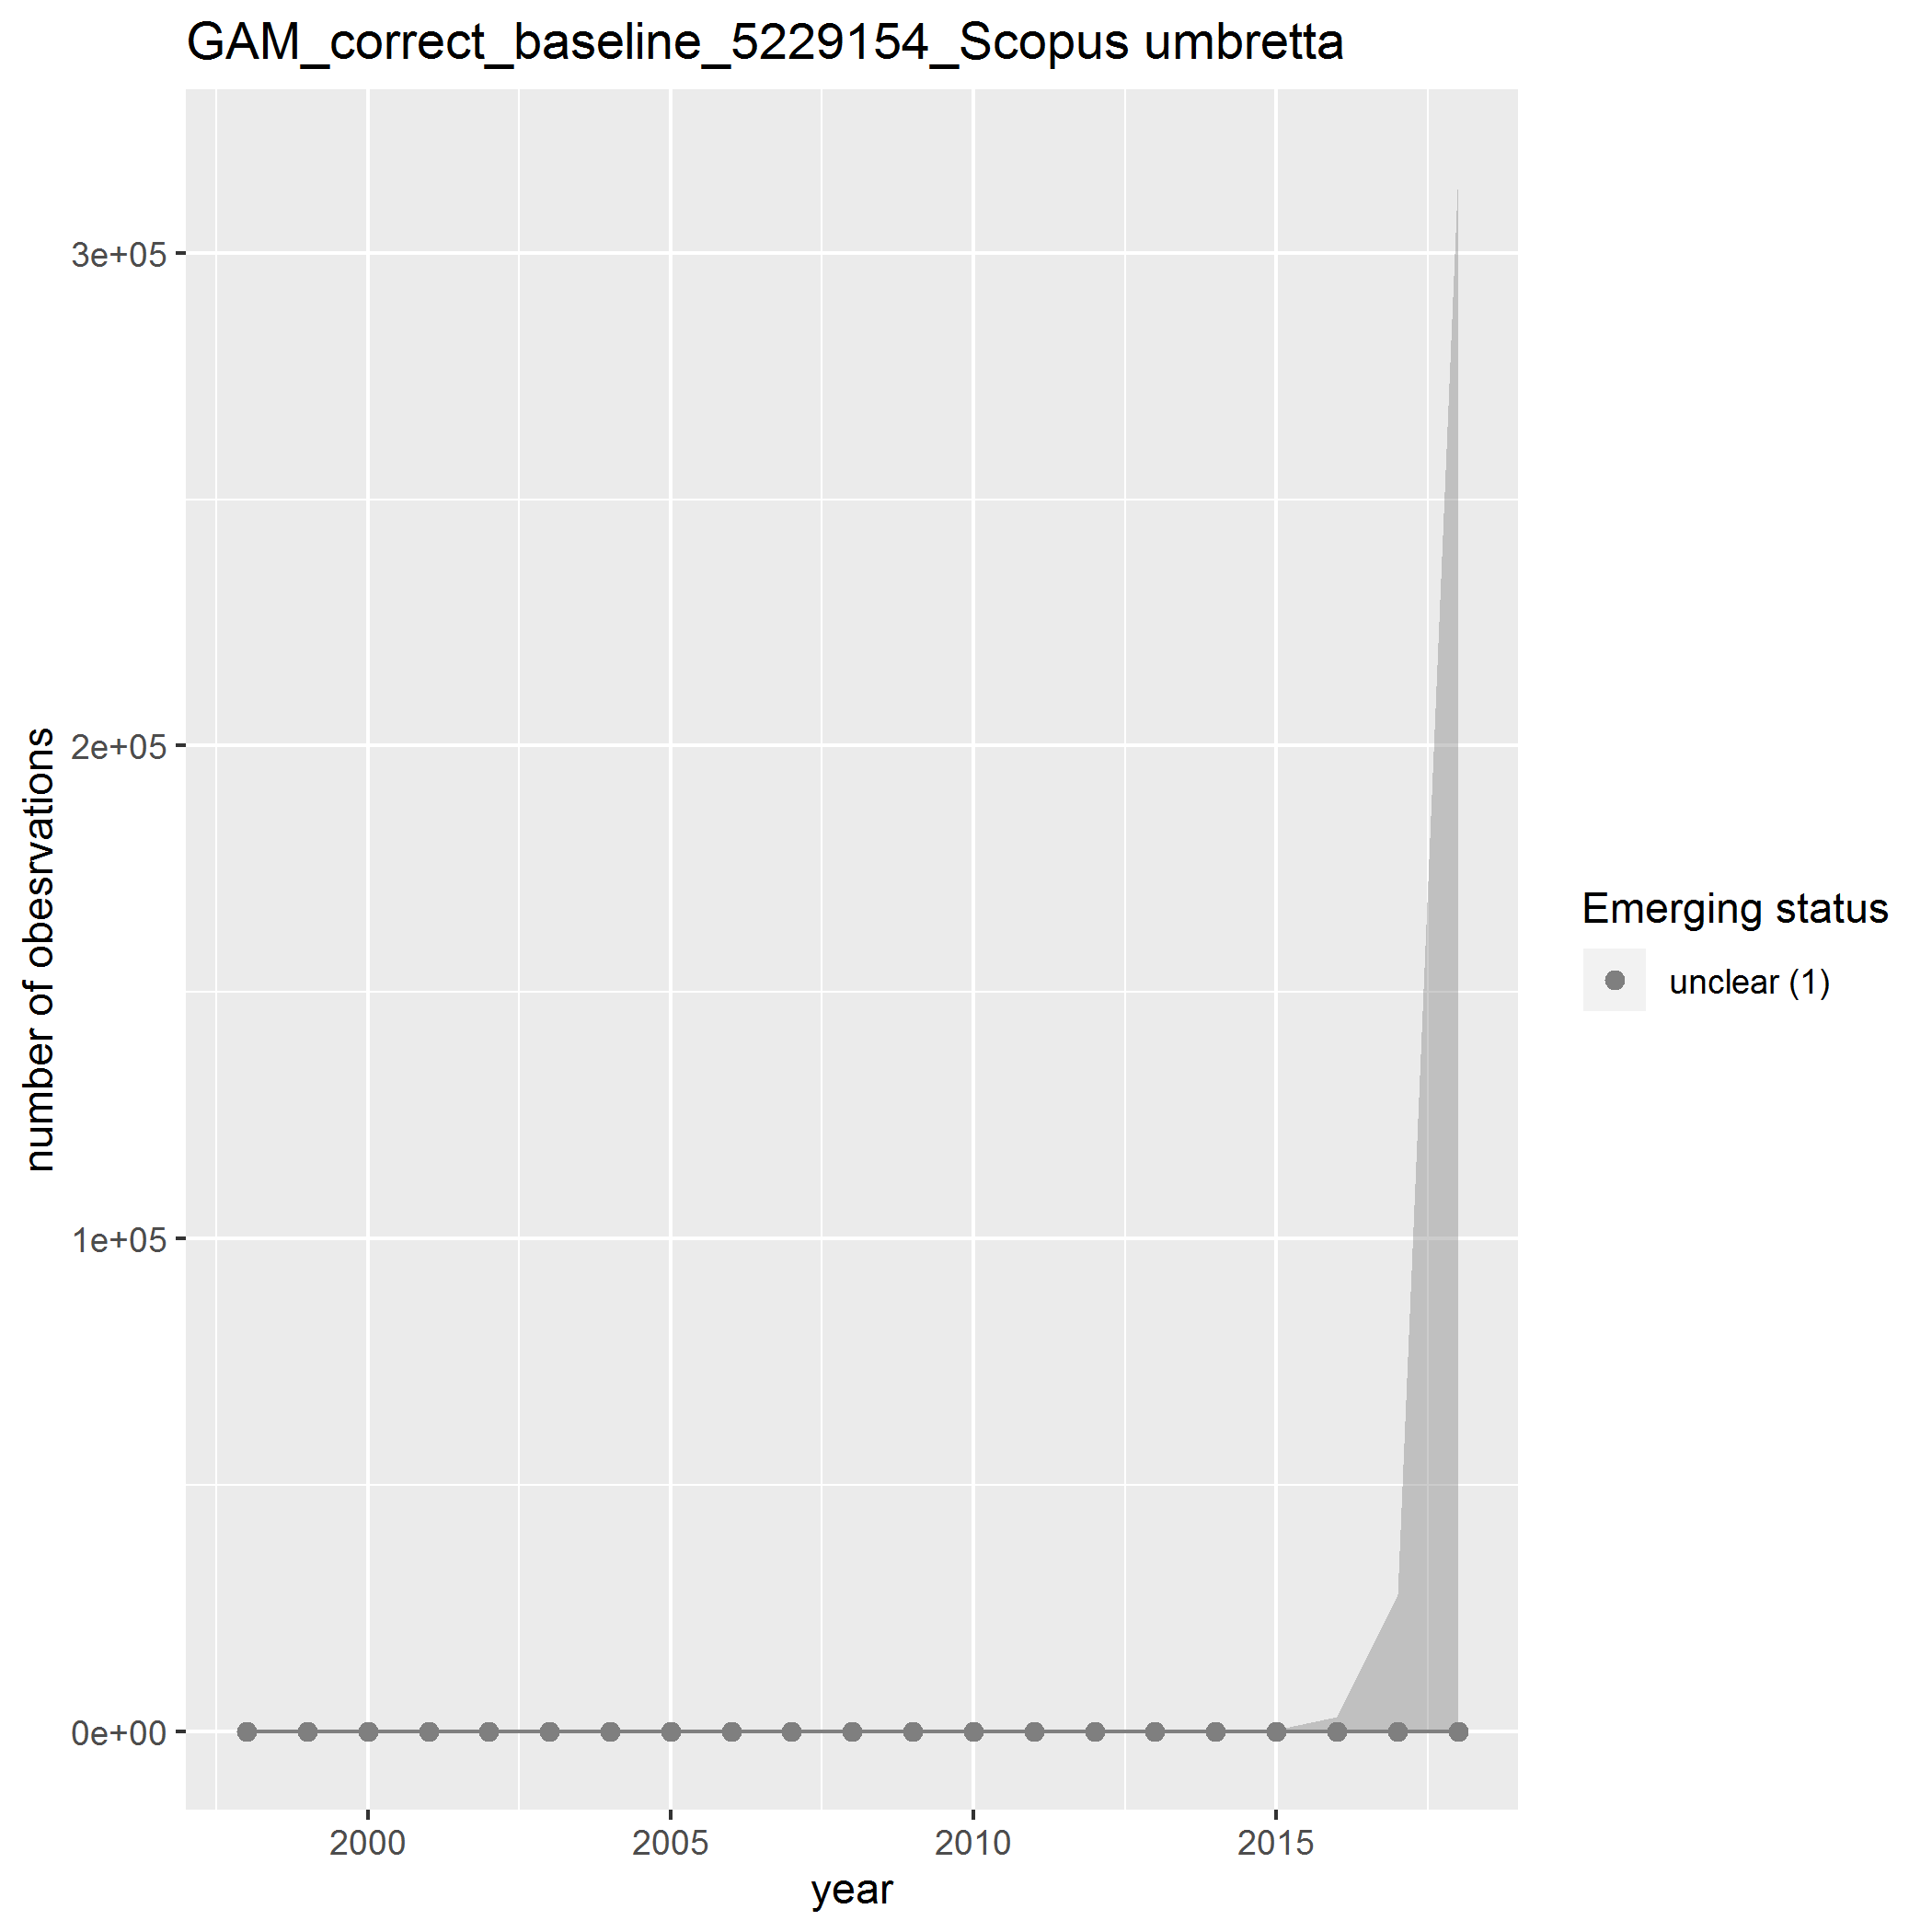 GAM_correct_baseline_5229154_Scopus umbretta
3e+05
2e+05
1e+05
0e+00
number of obesrvations
2000
2005
2010
2015
year
Emerging status
unclear (1)